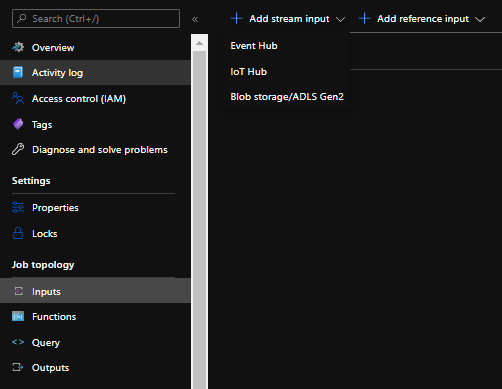 Search (Ctrl+/)
«
Add stream input
Add reference input
Event Hub
IoT Hub
Blob storage/ADLS Gen2
Overview
Activity log
Access control (IAM)
Tags
Diagnose and solve problems
Settings
Properties
Locks
Job topology
Inputs
Functions
Query
Outputs